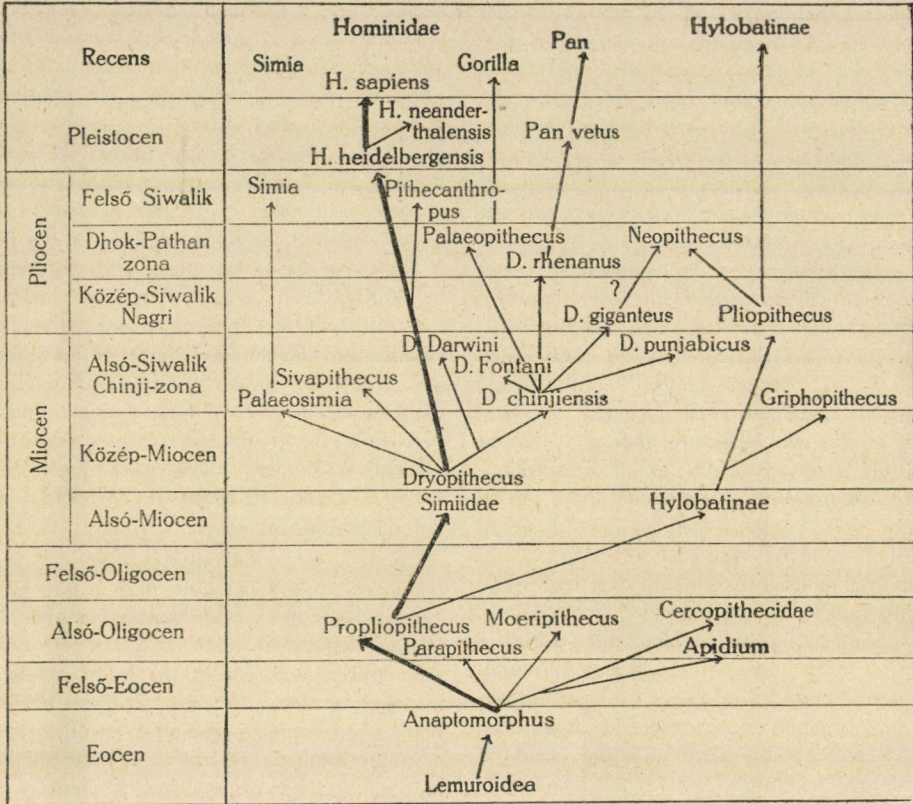 Hominidae
Pan
Hylobatinae
Recens
Simia
Gorilla
H. sapiens
H. neander-
thalensis
Pleistocen
Pan vetus
H. heidelbergensis
Pliocen
Felső Siwalik
Simia
Pithecanthro-
pus
Dhok-Pathan
zona
Palaeopithecus
Neopithecus
D. rhenanus
Közép-Siwalik
Nagri
?
D. giganteus
Pliopithecus
Miocen
Alsó-Siwalik
Chinji-zona
D. Darwini
D. punjabicus
D. Fontani
Sivapithecus
Palaeosimia
D chinjiensis
Griphopithecus
Közép-Miocen
Dryopithecus
Alsó-Miocen
Simiidae
Hylobatinae
Felső-Oligocen
Alsó-Oligocen
Propliopithecus
Moeripithecus
Cercopithecidae
Parapithecus
Apidium
Felső-Eocen
Anaptomorphus
Eocen
Lemuroidea